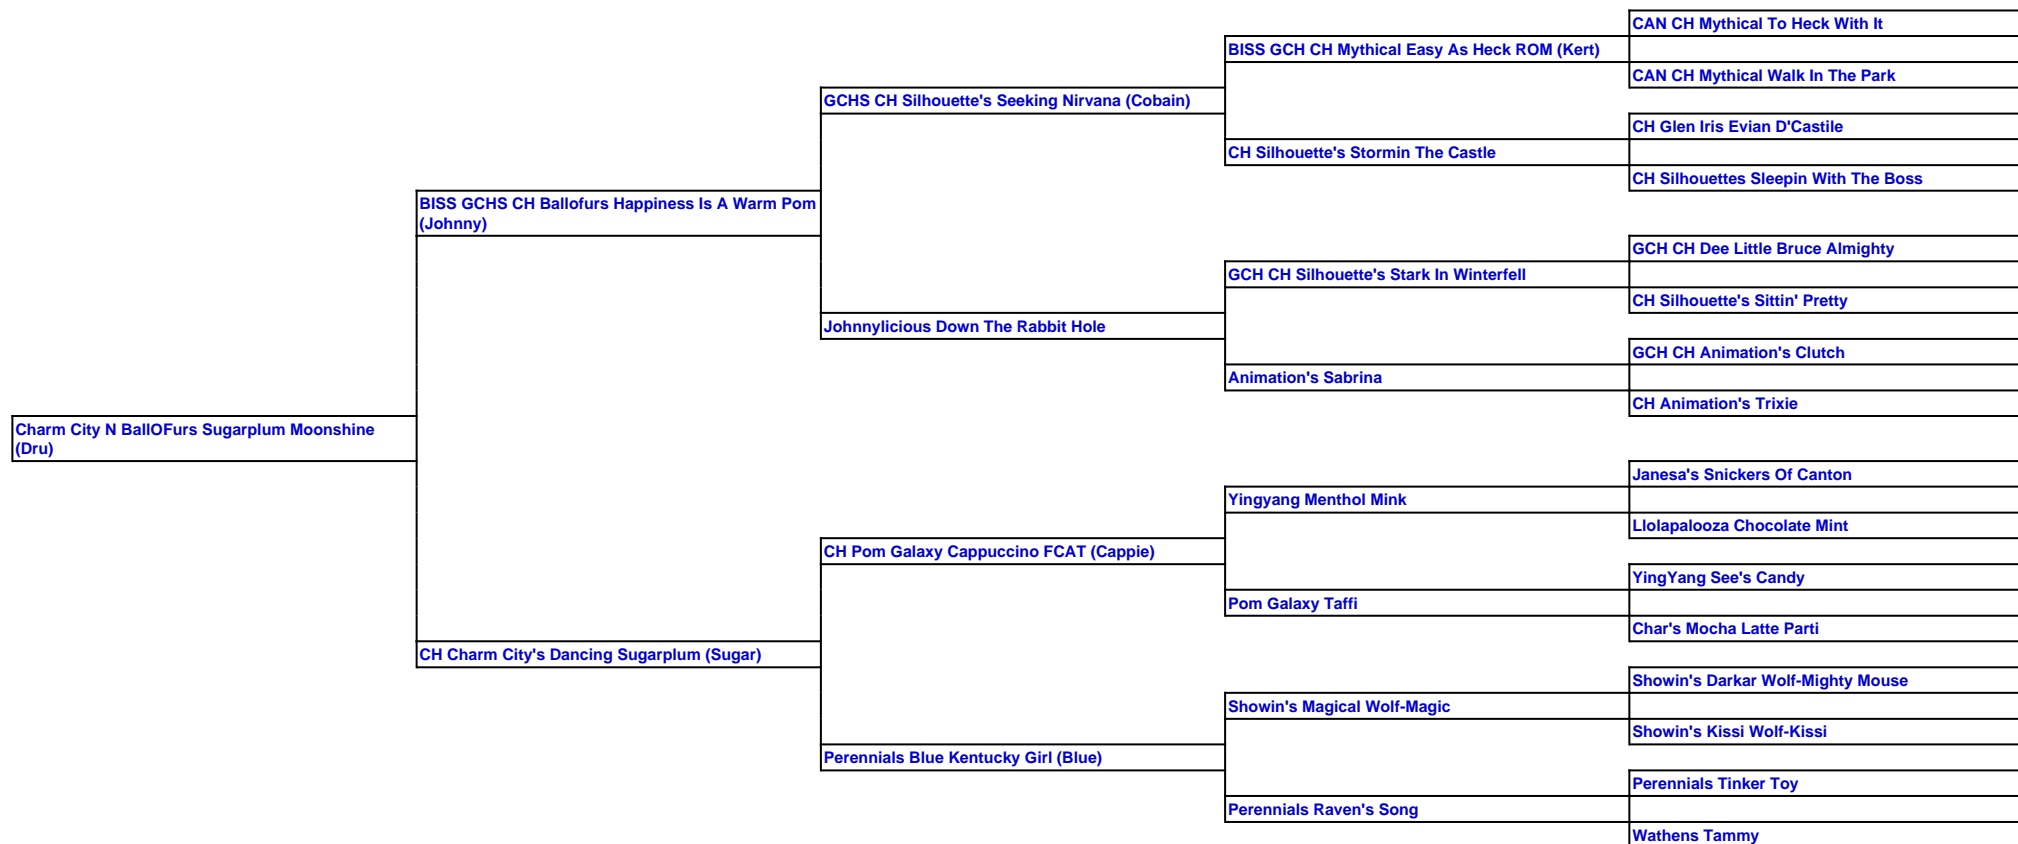 CAN CH Mythical To Heck With It
BISS GCH CH Mythical Easy As Heck ROM (Kert)
CAN CH Mythical Walk In The Park
GCHS CH Silhouette's Seeking Nirvana (Cobain)
CH Glen Iris Evian D'Castile
CH Silhouette's Stormin The Castle
CH Silhouettes Sleepin With The Boss
BISS GCHS CH Ballofurs Happiness Is A Warm Pom
(Johnny)
GCH CH Dee Little Bruce Almighty
GCH CH Silhouette's Stark In Winterfell
CH Silhouette's Sittin' Pretty
Johnnylicious Down The Rabbit Hole
GCH CH Animation's Clutch
Animation's Sabrina
CH Animation's Trixie
Charm City N BallOFurs Sugarplum Moonshine
(Dru)
Janesa's Snickers Of Canton
Yingyang Menthol Mink
Llolapalooza Chocolate Mint
CH Pom Galaxy Cappuccino FCAT (Cappie)
YingYang See's Candy
Pom Galaxy Taffi
Char's Mocha Latte Parti
CH Charm City's Dancing Sugarplum (Sugar)
Showin's Darkar Wolf-Mighty Mouse
Showin's Magical Wolf-Magic
Showin's Kissi Wolf-Kissi
Perennials Blue Kentucky Girl (Blue)
Perennials Tinker Toy
Perennials Raven's Song
Wathens Tammy